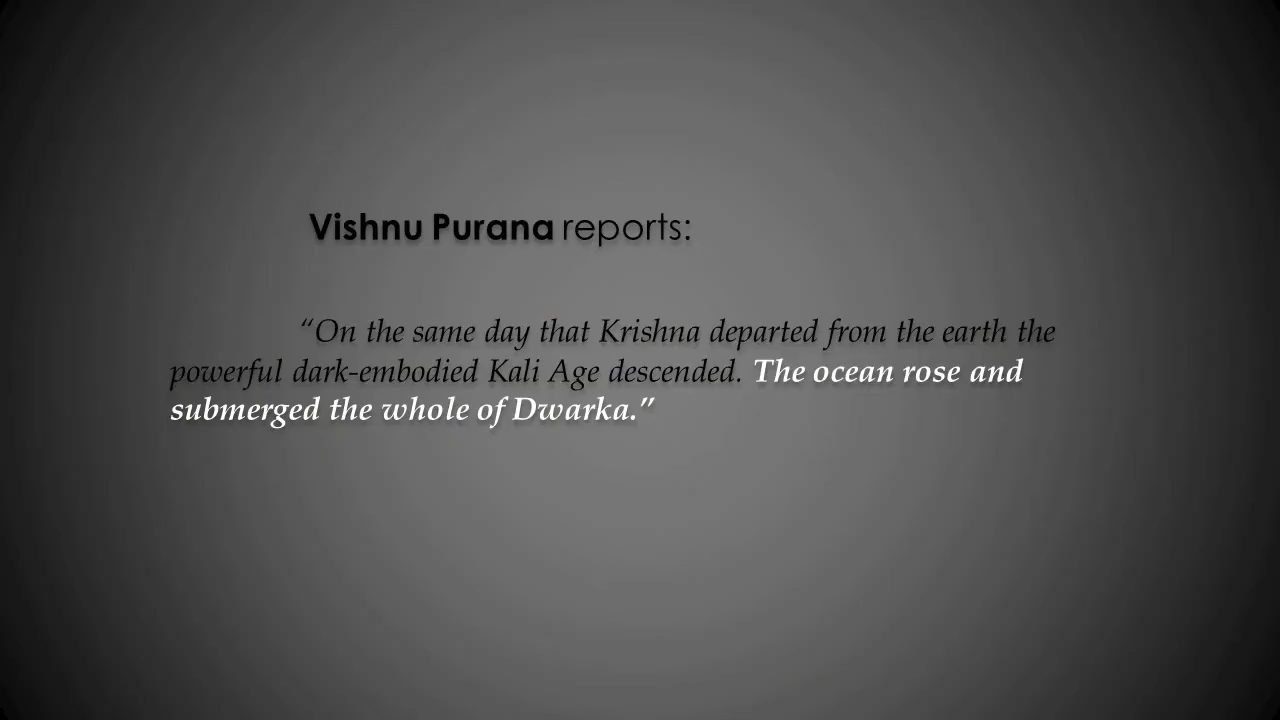 Vishnu Purana reports:
“On the same day that Krishna departed from the earth the
powerful dark-embodied Kali Age descended. The ocean rose and
submerged the whole of Dwarka.”